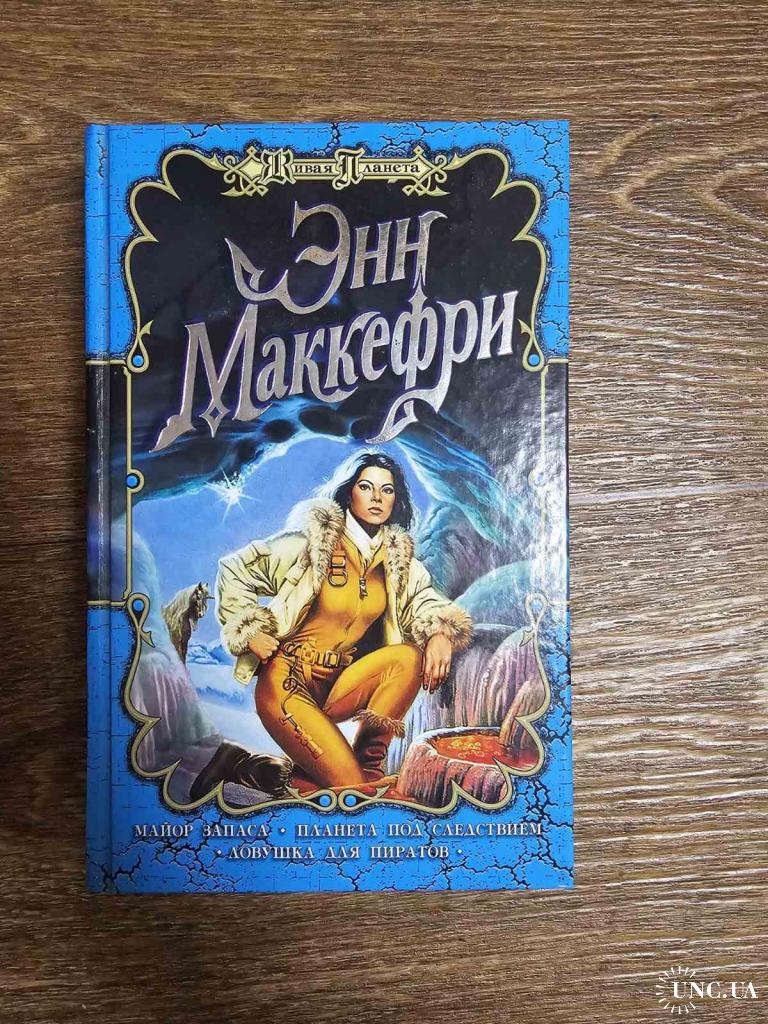 Живая Планета
Энн
Маккефри
МАЙОР ЗАПАСА • ПЛАНЕТА ПОД СЛЕДСТВИЕМ
• ЛОВУШКА ДЛЯ ПИРАТОВ •
UNC.UA